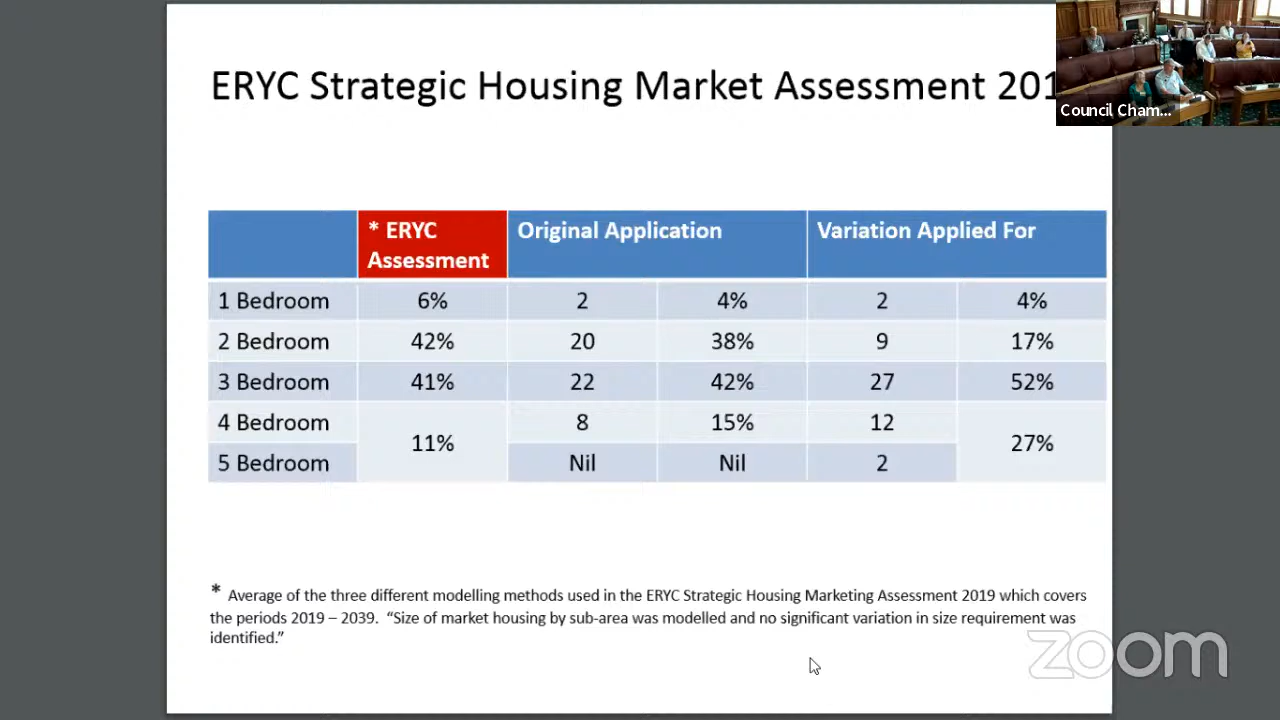 ERYC Strategic Housing Market Assessment 201
Council Cham...
* ERYC Assessment Original Application Variation Applied For
1 Bedroom 6% 2 4% 2 4%
2 Bedroom 42% 20 38% 9 17%
3 Bedroom 41% 22 42% 27 52%
4 Bedroom 11% 8 15% 12 27%
5 Bedroom Nil Nil 2
* Average of the three different modelling methods used in the ERYC Strategic Housing Marketing Assessment 2019 which covers
the periods 2019 – 2039. “Size of market housing by sub-area was modelled and no significant variation in size requirement was
identified.”
zoom